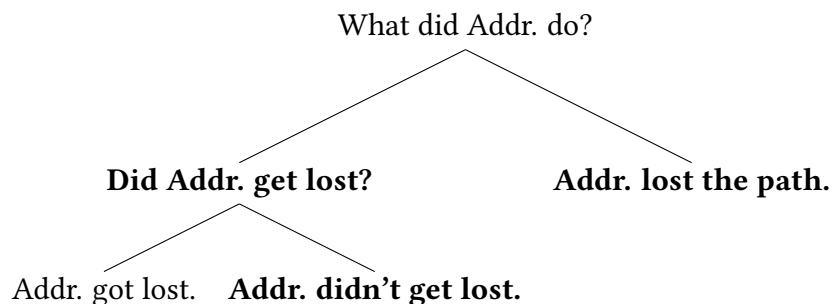 What did Addr. do?
Did Addr. get lost?
Addr. lost the path.
Addr. got lost.
Addr. didn't get lost.